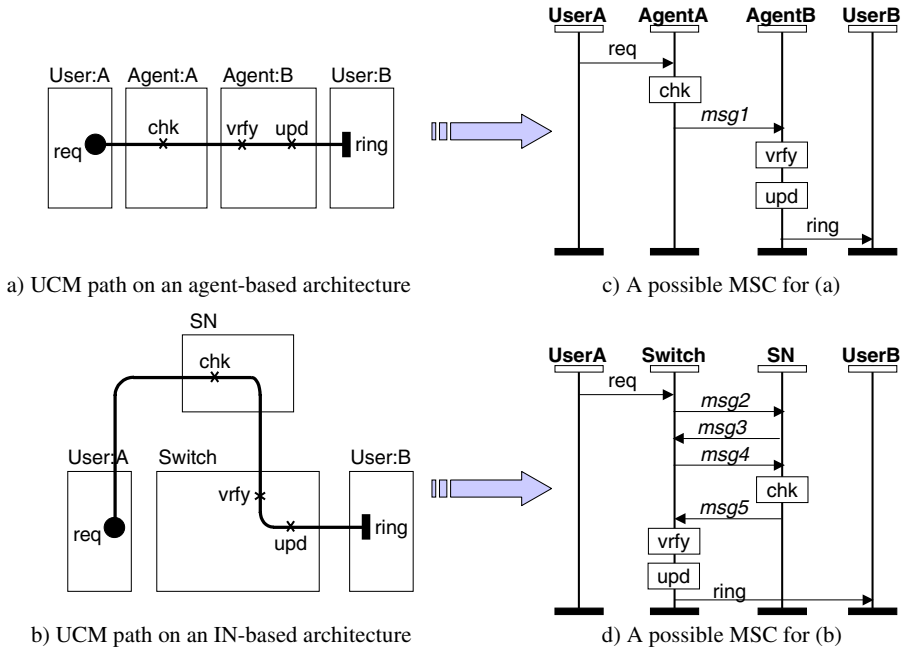 User:A Agent:A Agent:B User:B
chk vrfy upd
req ring
a) UCM path on an agent-based architecture
UserA AgentA AgentB UserB
req
chk
msg1
vrfy
upd
ring
c) A possible MSC for (a)
SN
chk
User:A Switch User:B
vrfy
req upd ring
b) UCM path on an IN-based architecture
UserA Switch SN UserB
req
msg2
msg3
msg4
chk
msg5
vrfy
upd
ring
d) A possible MSC for (b)